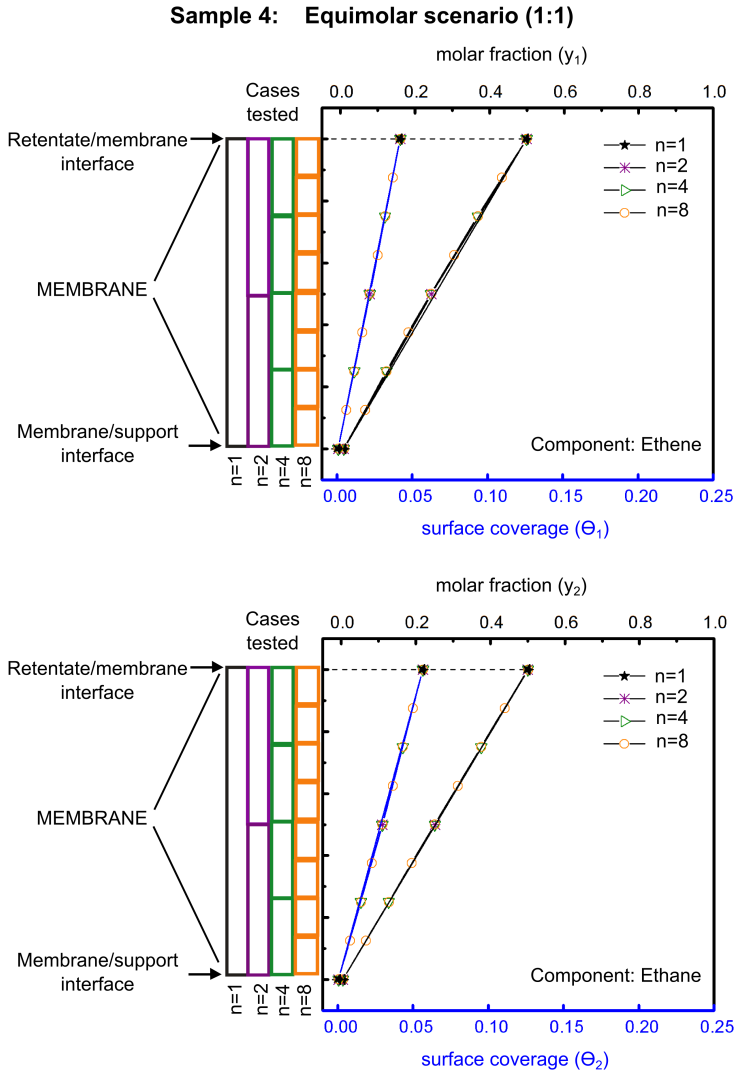 Sample 4: Equimolar scenario (1:1)
molar fraction (y₁)
Cases
tested
0.0 0.2 0.4 0.6 0.8 1.0
Retentate/membrane
interface
n=1
n=2
n=4
n=8
MEMBRANE
Membrane/support
interface
Component: Ethene
n=1 n=2 n=4 n=8
0.00 0.05 0.10 0.15 0.20 0.25
surface coverage (Θ₁)
molar fraction (y₂)
Cases
tested
0.0 0.2 0.4 0.6 0.8 1.0
Retentate/membrane
interface
n=1
n=2
n=4
n=8
MEMBRANE
Membrane/support
interface
Component: Ethane
n=1 n=2 n=4 n=8
0.00 0.05 0.10 0.15 0.20 0.25
surface coverage (Θ₂)